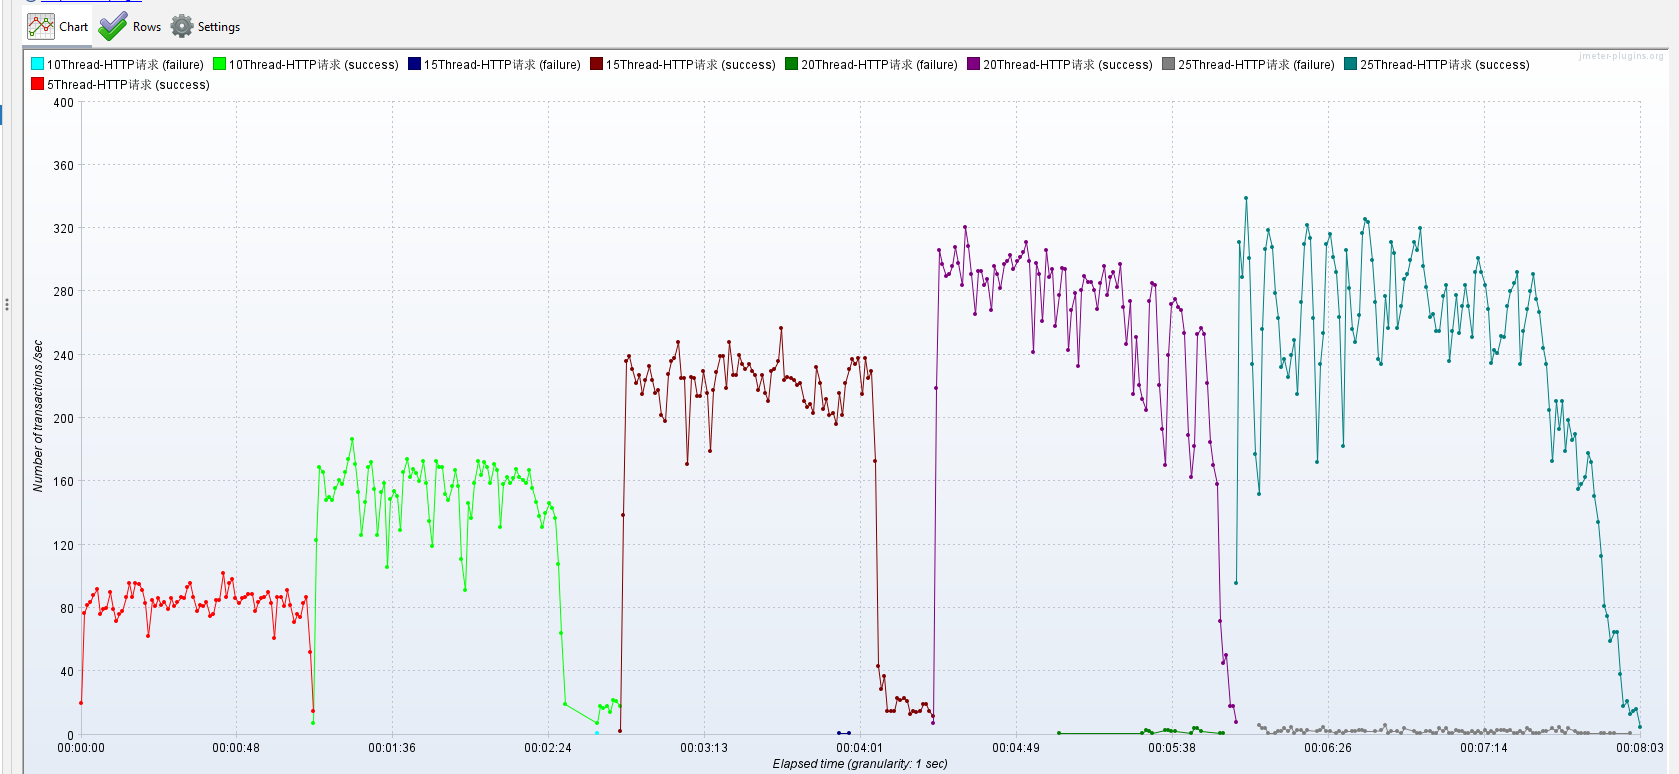 Chart Rows Settings
10Thread-HTTP请求 (failure) 10Thread-HTTP请求 (success) 15Thread-HTTP请求 (failure) 15Thread-HTTP请求 (success) 20Thread-HTTP请求 (failure) 20Thread-HTTP请求 (success) 25Thread-HTTP请求 (failure) 25Thread-HTTP请求 (success)
jmeter-plugins.org
5Thread-HTTP请求 (success)
400
360
320
280
240
200
160
120
80
40
0
Number of transactions /sec
00:00:00 00:00:48 00:01:36 00:02:24 00:03:13 00:04:01 00:04:49 00:05:38 00:06:26 00:07:14 00:08:03
Elapsed time (granularity: 1 sec)